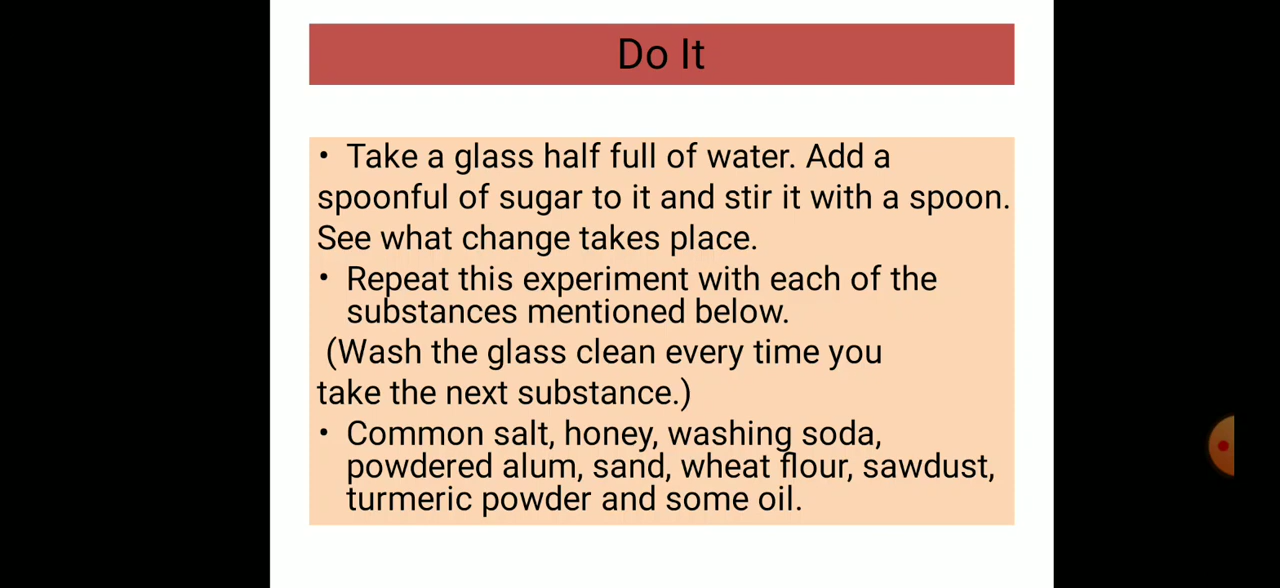 Do It
• Take a glass half full of water. Add a
spoonful of sugar to it and stir it with a spoon.
See what change takes place.
• Repeat this experiment with each of the
substances mentioned below.
(Wash the glass clean every time you
take the next substance.)
• Common salt, honey, washing soda,
powdered alum, sand, wheat flour, sawdust,
turmeric powder and some oil.